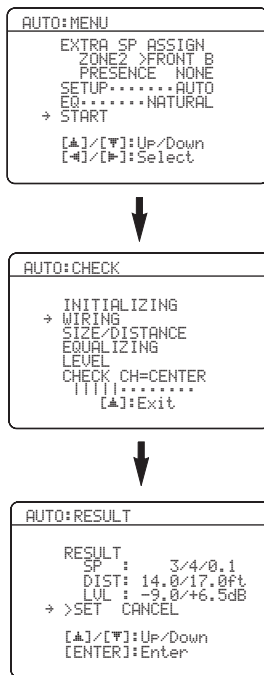 AUTO:MENU
EXTRA SP ASSIGN
ZONE2 >FRONT B
PRESENCE NONE
SETUP·······AUTO
EQ·······NATURAL
→ START
[▲]/[▼]:Up/Down
[◀]/[▶]:Select
AUTO:CHECK
INITIALIZING
→ WIRING
SIZE/DISTANCE
EQUALIZING
LEVEL
CHECK CH=CENTER
|||||·········
[▲]:Exit
AUTO:RESULT
RESULT
SP : 3/4/0.1
DIST: 14.0/17.0ft
LVL : -9.0/+6.5dB
→ >SET CANCEL
[▲]/[▼]:Up/Down
[ENTER]:Enter